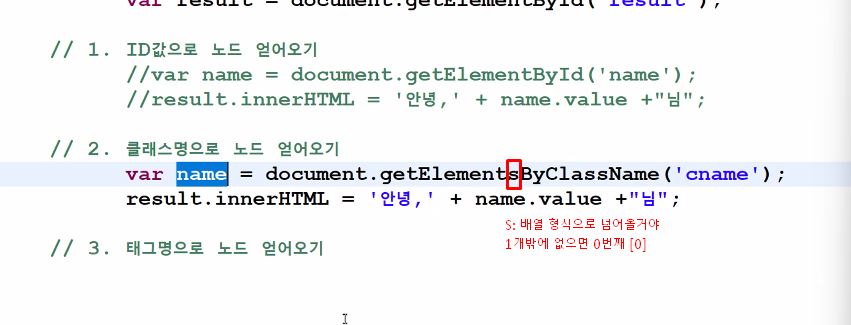 var result = document.getElementById('result');
// 1. ID값으로 노드 얻어오기
//var name = document.getElementById('name');
//result.innerHTML = '안녕,' + name.value +"님";
// 2. 클래스명으로 노드 얻어오기
var name = document.getElementsByClassName('cname');
result.innerHTML = '안녕,' + name.value +"님";
S: 배열 형식으로 넘어올거야
1개밖에 없으면 0번째 [0]
// 3. 태그명으로 노드 얻어오기